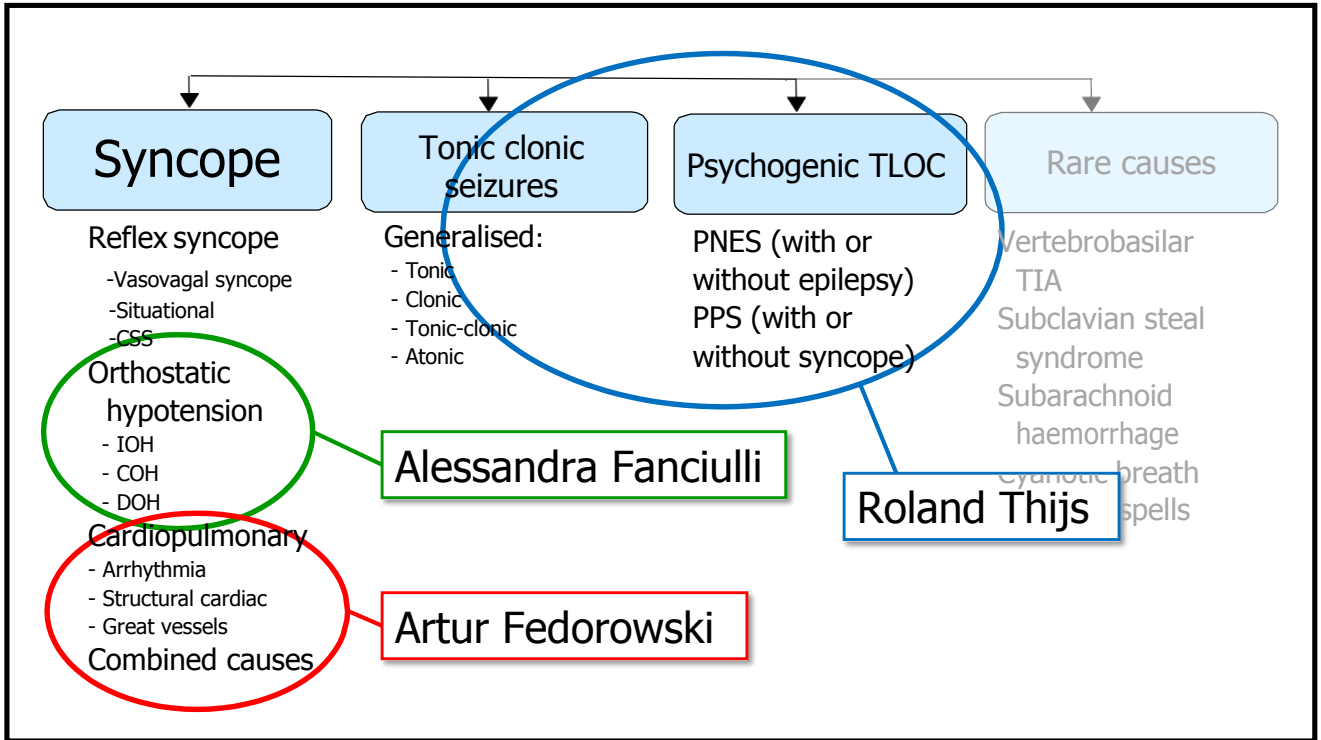 Syncope
Reflex syncope
-Vasovagal syncope
-Situational
-CSS
Orthostatic
hypotension
- IOH
- COH
- DOH
Cardiopulmonary
- Arrhythmia
- Structural cardiac
- Great vessels
Combined causes
Tonic clonic
seizures
Generalised:
- Tonic
- Clonic
- Tonic-clonic
- Atonic
Psychogenic TLOC
PNES (with or
without epilepsy)
PPS (with or
without syncope)
Rare causes
Vertebrobasilar
TIA
Subclavian steal
syndrome
Subarachnoid
haemorrhage
Cyanotic breath
spells
Alessandra Fanciulli
Roland Thijs
Artur Fedorowski